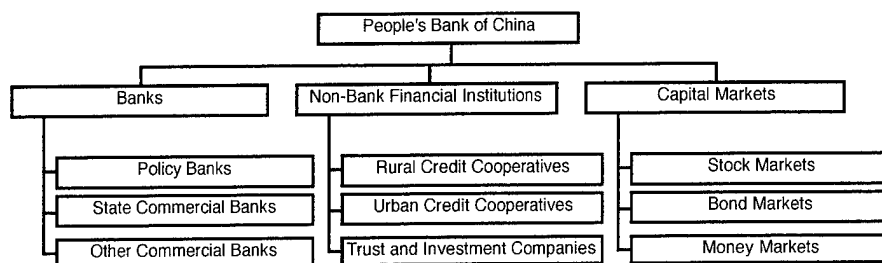 People's Bank of China
Banks
Non-Bank Financial Institutions
Capital Markets
Policy Banks
Rural Credit Cooperatives
Stock Markets
State Commercial Banks
Urban Credit Cooperatives
Bond Markets
Other Commercial Banks
Trust and Investment Companies
Money Markets